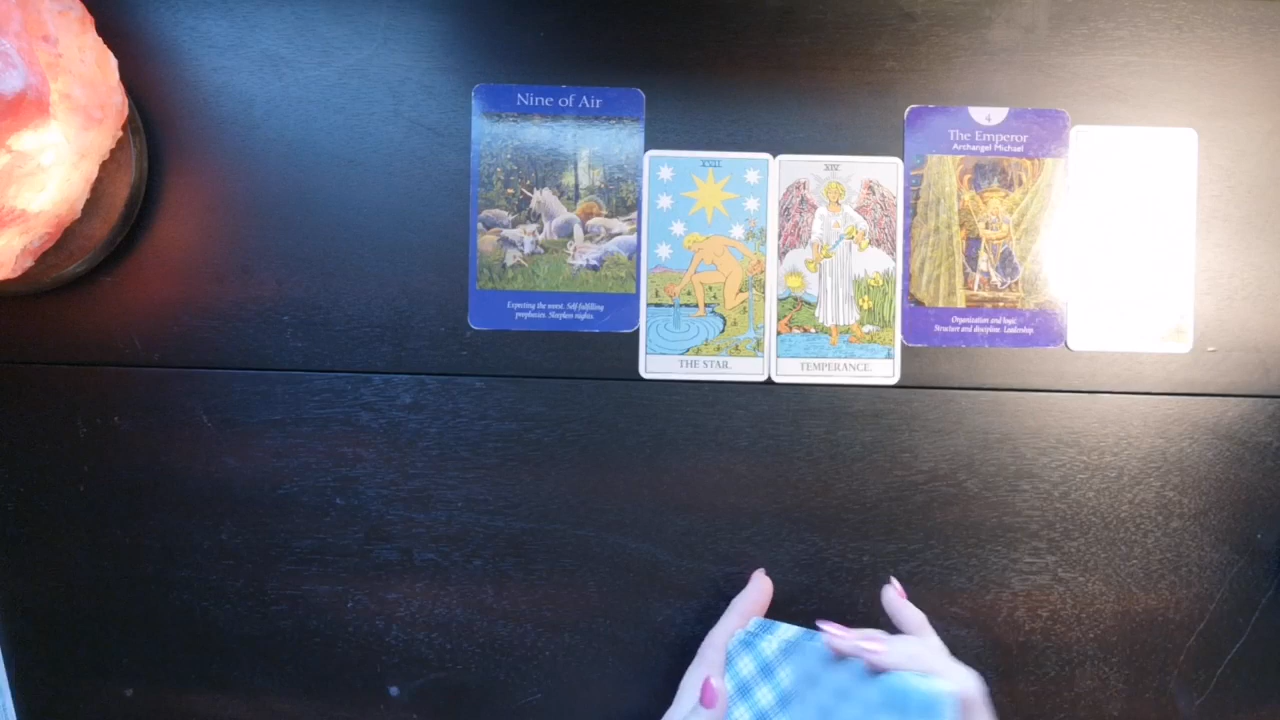 Nine of Air
Expecting the worst. Self-fulfilling
prophesies. Sleepless nights.
XVII
THE STAR.
XIV
TEMPERANCE.
4
The Emperor
Archangel Michael
Organization and logic.
Structure and discipline. Leadership.